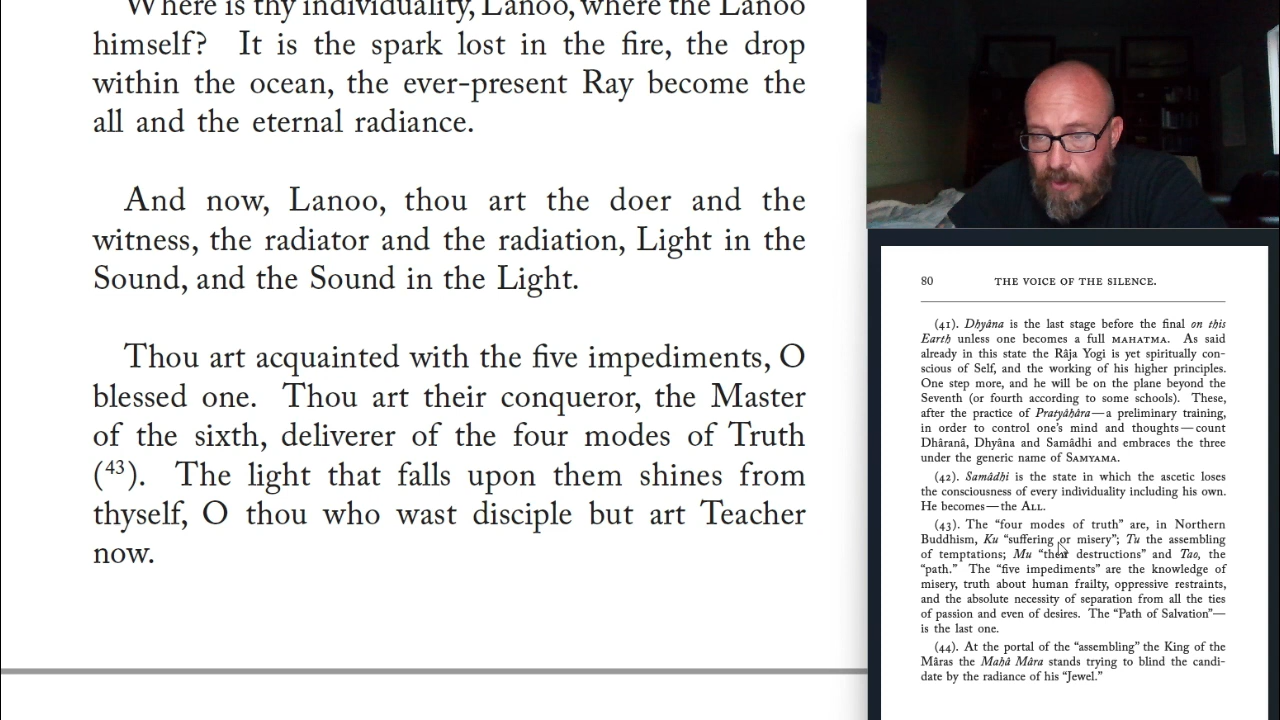 Where is thy individuality, Lanoo, where the Lanoo
himself? It is the spark lost in the fire, the drop
within the ocean, the ever-present Ray become the
all and the eternal radiance.
And now, Lanoo, thou art the doer and the
witness, the radiator and the radiation, Light in the
Sound, and the Sound in the Light.
Thou art acquainted with the five impediments, O
blessed one. Thou art their conqueror, the Master
of the sixth, deliverer of the four modes of Truth
(43). The light that falls upon them shines from
thyself, O thou who wast disciple but art Teacher
now.
80 THE VOICE OF THE SILENCE.
(41). Dhyâna is the last stage before the final on this
Earth unless one becomes a full MAHATMA. As said
already in this state the Râja Yogi is yet spiritually con-
scious of Self, and the working of his higher principles.
One step more, and he will be on the plane beyond the
Seventh (or fourth according to some schools). These,
after the practice of Pratyâhâra—a preliminary training,
in order to control one's mind and thoughts—count
Dhâranâ, Dhyâna and Samâdhi and embraces the three
under the generic name of SAMYAMA.
(42). Samâdhi is the state in which the ascetic loses
the consciousness of every individuality including his own.
He becomes—the ALL.
(43). The “four modes of truth” are, in Northern
Buddhism, Ku “suffering or misery”; Tu the assembling
of temptations; Mu “their destructions” and Tao, the
“path.” The “five impediments” are the knowledge of
misery, truth about human frailty, oppressive restraints,
and the absolute necessity of separation from all the ties
of passion and even of desires. The “Path of Salvation”—
is the last one.
(44). At the portal of the “assembling” the King of the
Mâras the Mahâ Mâra stands trying to blind the candi-
date by the radiance of his “Jewel.”